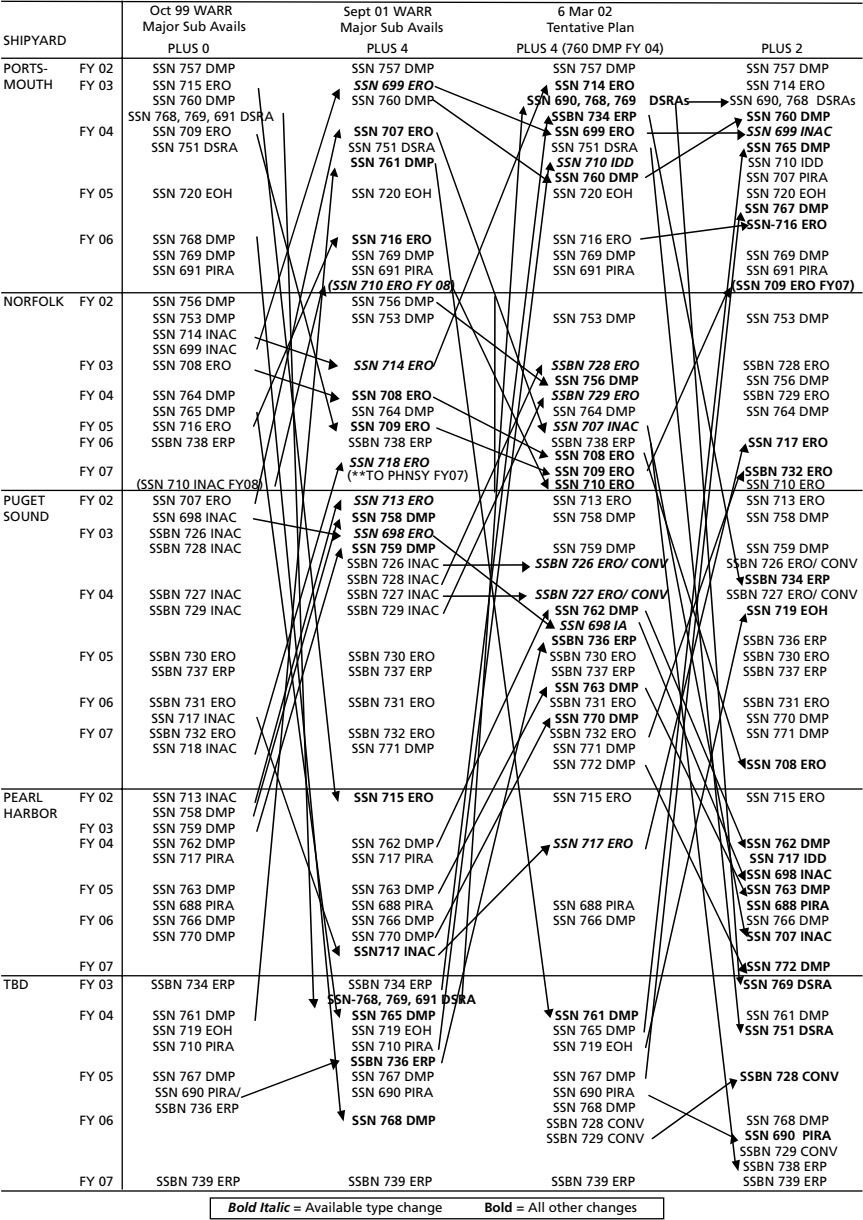 Oct 99 WARR Sept 01 WARR 6 Mar 02
Major Sub Avails Major Sub Avails Tentative Plan
SHIPYARD PLUS 0 PLUS 4 PLUS 4 (760 DMP FY 04) PLUS 2
PORTS- FY 02 SSN 757 DMP SSN 757 DMP SSN 757 DMP SSN 757 DMP
MOUTH FY 03 SSN 715 ERO SSN 699 ERO SSN 714 ERO SSN 714 ERO
SSN 760 DMP SSN 760 DMP SSN 690, 768, 769 DSRAs SSN 690, 768 DSRAs
SSN 768, 769, 691 DSRA SSBN 734 ERP SSN 760 DMP
FY 04 SSN 709 ERO SSN 707 ERO SSN 699 ERO SSN 699 INAC
SSN 751 DSRA SSN 751 DSRA SSN 751 DSRA SSN 765 DMP
SSN 761 DMP SSN 710 IDD SSN 710 IDD
SSN 760 DMP SSN 707 PIRA
FY 05 SSN 720 EOH SSN 720 EOH SSN 720 EOH SSN 720 EOH
SSN 767 DMP
SSN-716 ERO
FY 06 SSN 768 DMP SSN 716 ERO SSN 716 ERO
SSN 769 DMP SSN 769 DMP SSN 769 DMP SSN 769 DMP
SSN 691 PIRA SSN 691 PIRA SSN 691 PIRA SSN 691 PIRA
(SSN 710 ERO FY 08) (SSN 709 ERO FY07)
NORFOLK FY 02 SSN 756 DMP SSN 756 DMP
SSN 753 DMP SSN 753 DMP SSN 753 DMP SSN 753 DMP
SSN 714 INAC
SSN 699 INAC
FY 03 SSN 708 ERO SSN 714 ERO SSBN 728 ERO SSBN 728 ERO
SSN 756 DMP SSN 756 DMP
FY 04 SSN 764 DMP SSN 708 ERO SSBN 729 ERO SSBN 729 ERO
SSN 765 DMP SSN 764 DMP SSN 764 DMP SSN 764 DMP
FY 05 SSN 716 ERO SSN 709 ERO SSN 707 INAC
FY 06 SSBN 738 ERP SSBN 738 ERP SSBN 738 ERP SSN 717 ERO
SSN 718 ERO SSN 708 ERO
FY 07 (**TO PHNSY FY07) SSN 709 ERO SSBN 732 ERO
(SSN 710 INAC FY08) SSN 710 ERO SSN 710 ERO
PUGET FY 02 SSN 707 ERO SSN 713 ERO SSN 713 ERO SSN 713 ERO
SOUND SSN 698 INAC SSN 758 DMP SSN 758 DMP SSN 758 DMP
FY 03 SSBN 726 INAC SSN 698 ERO
SSBN 728 INAC SSN 759 DMP SSN 759 DMP SSN 759 DMP
SSBN 726 INAC SSBN 726 ERO/ CONV SSBN 726 ERO/ CONV
SSBN 728 INAC SSBN 734 ERP
FY 04 SSBN 727 INAC SSBN 727 INAC SSBN 727 ERO/ CONV SSBN 727 ERO/ CONV
SSBN 729 INAC SSBN 729 INAC SSN 762 DMP SSN 719 EOH
SSN 698 IA
SSBN 736 ERP SSBN 736 ERP
FY 05 SSBN 730 ERO SSBN 730 ERO SSBN 730 ERO SSBN 730 ERO
SSBN 737 ERP SSBN 737 ERP SSBN 737 ERP SSBN 737 ERP
SSN 763 DMP
FY 06 SSBN 731 ERO SSBN 731 ERO SSBN 731 ERO SSBN 731 ERO
SSN 717 INAC SSN 770 DMP SSN 770 DMP
FY 07 SSBN 732 ERO SSBN 732 ERO SSBN 732 ERO SSN 771 DMP
SSN 718 INAC SSN 771 DMP SSN 771 DMP
SSN 772 DMP SSN 708 ERO
PEARL FY 02 SSN 713 INAC SSN 715 ERO SSN 715 ERO SSN 715 ERO
HARBOR SSN 758 DMP
FY 03 SSN 759 DMP
FY 04 SSN 762 DMP SSN 762 DMP SSN 717 ERO SSN 762 DMP
SSN 717 PIRA SSN 717 PIRA SSN 717 IDD
SSN 698 INAC
FY 05 SSN 763 DMP SSN 763 DMP SSN 763 DMP
SSN 688 PIRA SSN 688 PIRA SSN 688 PIRA SSN 688 PIRA
FY 06 SSN 766 DMP SSN 766 DMP SSN 766 DMP SSN 766 DMP
SSN 770 DMP SSN 770 DMP SSN 707 INAC
SSN717 INAC
FY 07 SSN 772 DMP
TBD FY 03 SSBN 734 ERP SSBN 734 ERP SSN 769 DSRA
SSN-768, 769, 691 DSRA
FY 04 SSN 761 DMP SSN 765 DMP SSN 761 DMP SSN 761 DMP
SSN 719 EOH SSN 719 EOH SSN 765 DMP SSN 751 DSRA
SSN 710 PIRA SSN 710 PIRA SSN 719 EOH
SSBN 736 ERP
FY 05 SSN 767 DMP SSN 767 DMP SSN 767 DMP SSBN 728 CONV
SSN 690 PIRA/ SSN 690 PIRA SSN 690 PIRA
SSBN 736 ERP SSN 768 DMP
FY 06 SSN 768 DMP SSBN 728 CONV SSN 768 DMP
SSBN 729 CONV SSN 690 PIRA
SSBN 729 CONV
SSBN 738 ERP
FY 07 SSBN 739 ERP SSBN 739 ERP SSBN 739 ERP SSBN 739 ERP
Bold Italic = Available type change Bold = All other changes